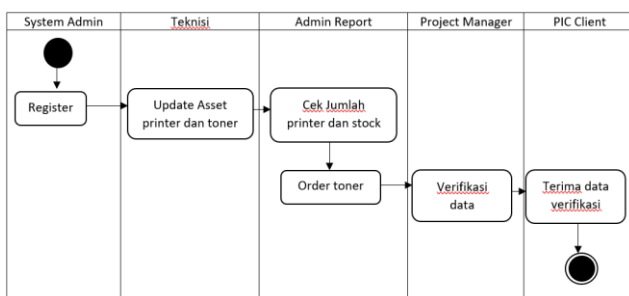 System Admin
Teknisi
Admin Report
Project Manager
PIC Client
Register
Update Asset
printer dan toner
Cek Jumlah
printer dan stock
Order toner
Verifikasi
data
Terima data
verifikasi